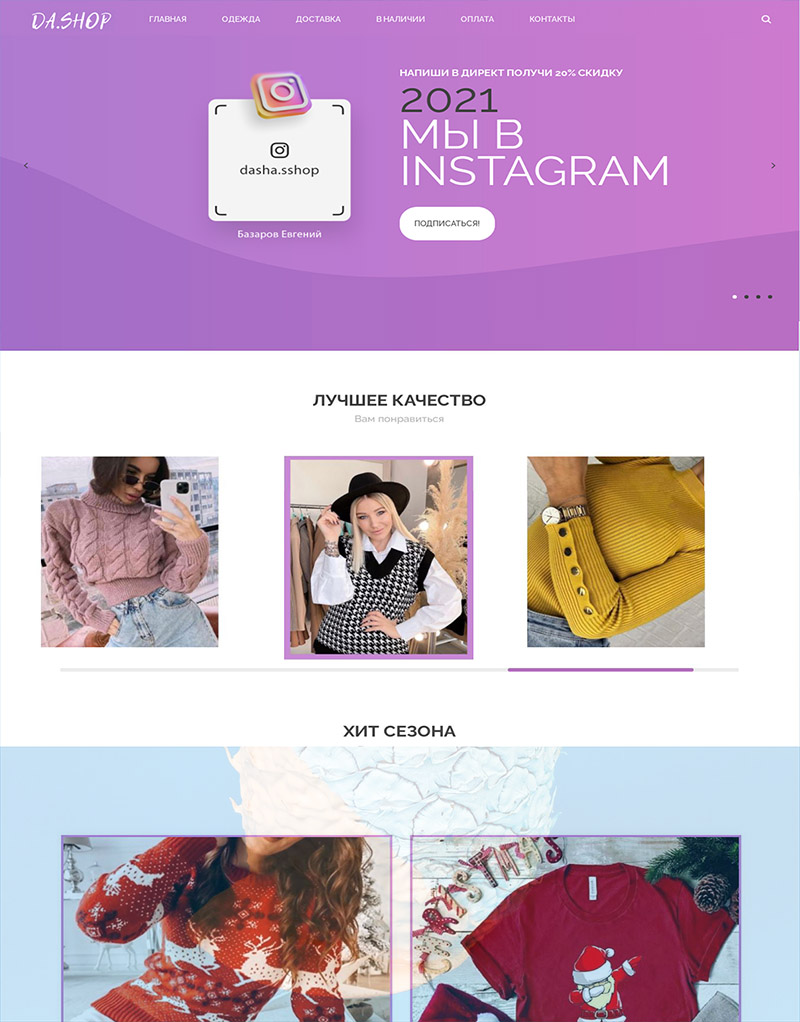 DA.SHOP
ГЛАВНАЯ ОДЕЖДА ДОСТАВКА В НАЛИЧИИ ОПЛАТА КОНТАКТЫ
dasha.sshop
Базаров Евгений
НАПИШИ В ДИРЕКТ ПОЛУЧИ 20% СКИДКУ
2021
МЫ В
INSTAGRAM
ПОДПИСАТЬСЯ!
ЛУЧШЕЕ КАЧЕСТВО
Вам понравиться
ХИТ СЕЗОНА